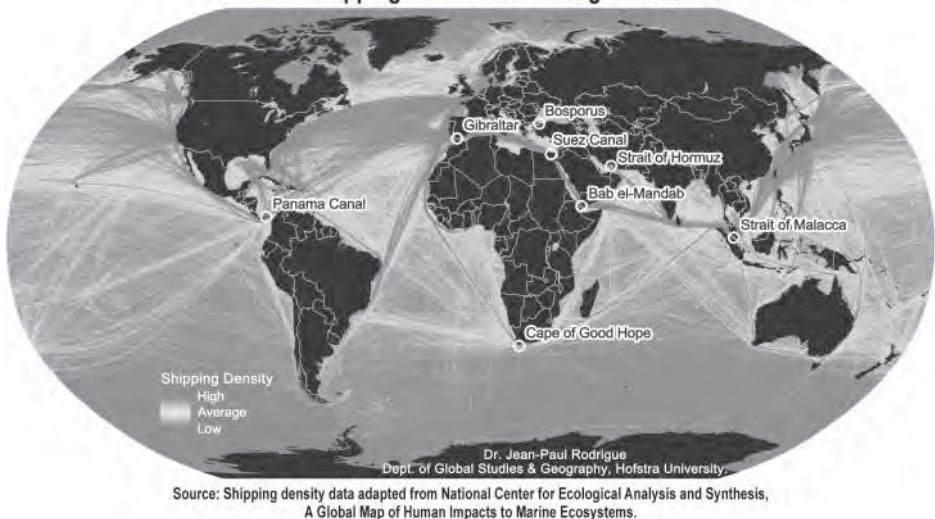 Shipping
Bosporus
Gibraltar
Suez Canal
Strait of Hormuz
Bab el-Mandab
Panama Canal
Strait of Malacca
Cape of Good Hope
Shipping Density
High
Average
Low
Dr. Jean-Paul Rodrigue
Dept. of Global Studies & Geography, Hofstra University.
Source: Shipping density data adapted from National Center for Ecological Analysis and Synthesis,
A Global Map of Human Impacts to Marine Ecosystems.